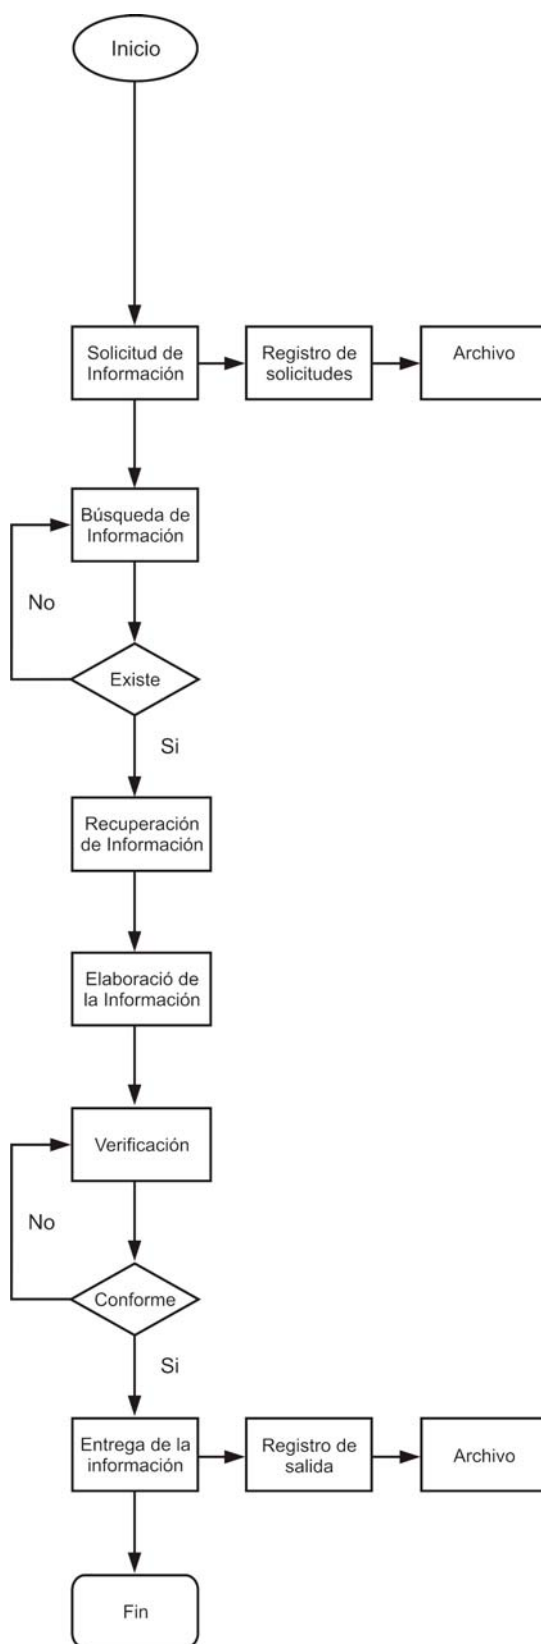 Inicio
Solicitud de
Información
Registro de
solicitudes
Archivo
Búsqueda de
Información
No
Existe
Si
Recuperación
de Información
Elaboració de
la Información
Verificación
No
Conforme
Si
Entrega de la
información
Registro de
salida
Archivo
Fin